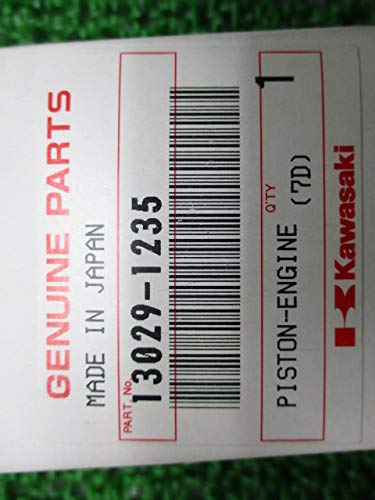 GENUINE PARTS
MADE IN JAPAN
PART. No.
13029-1235
Q'TY
1
PISTON-ENGINE (7D)
Kawasaki